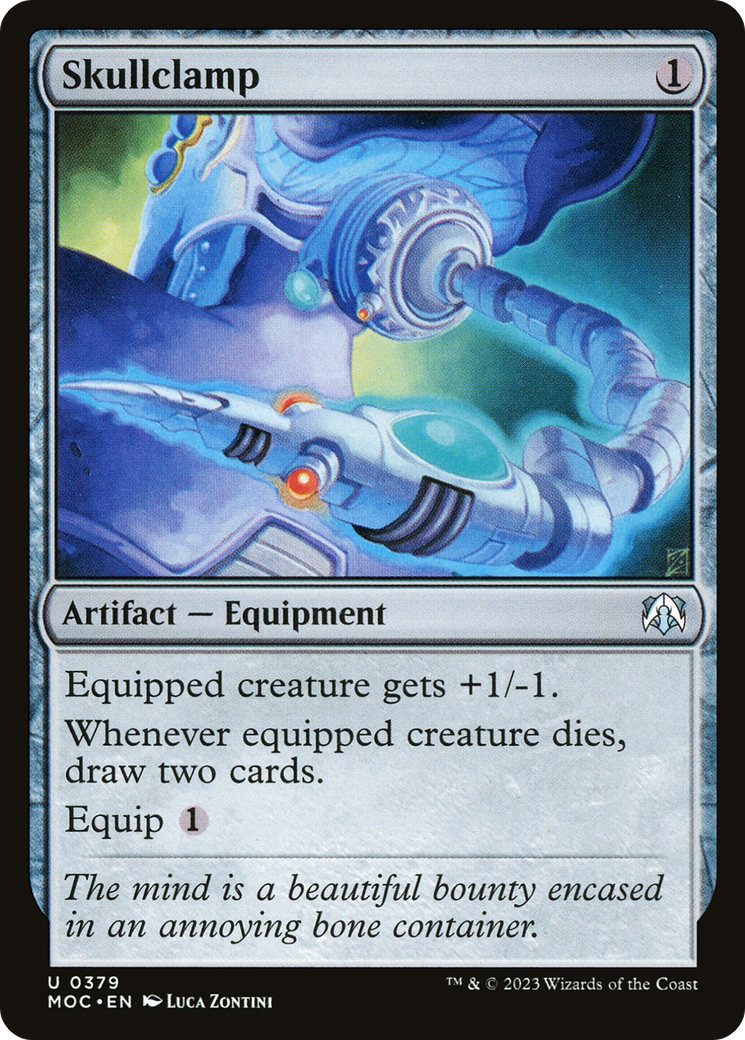 Skullclamp 1
Artifact — Equipment
Equipped creature gets +1/-1.
Whenever equipped creature dies,
draw two cards.
Equip 1
The mind is a beautiful bounty encased
in an annoying bone container.
U 0379
MOC • EN Luca Zontini
™ & © 2023 Wizards of the Coast